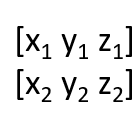 [x₁ y₁ z₁]
[x₂ y₂ z₂]